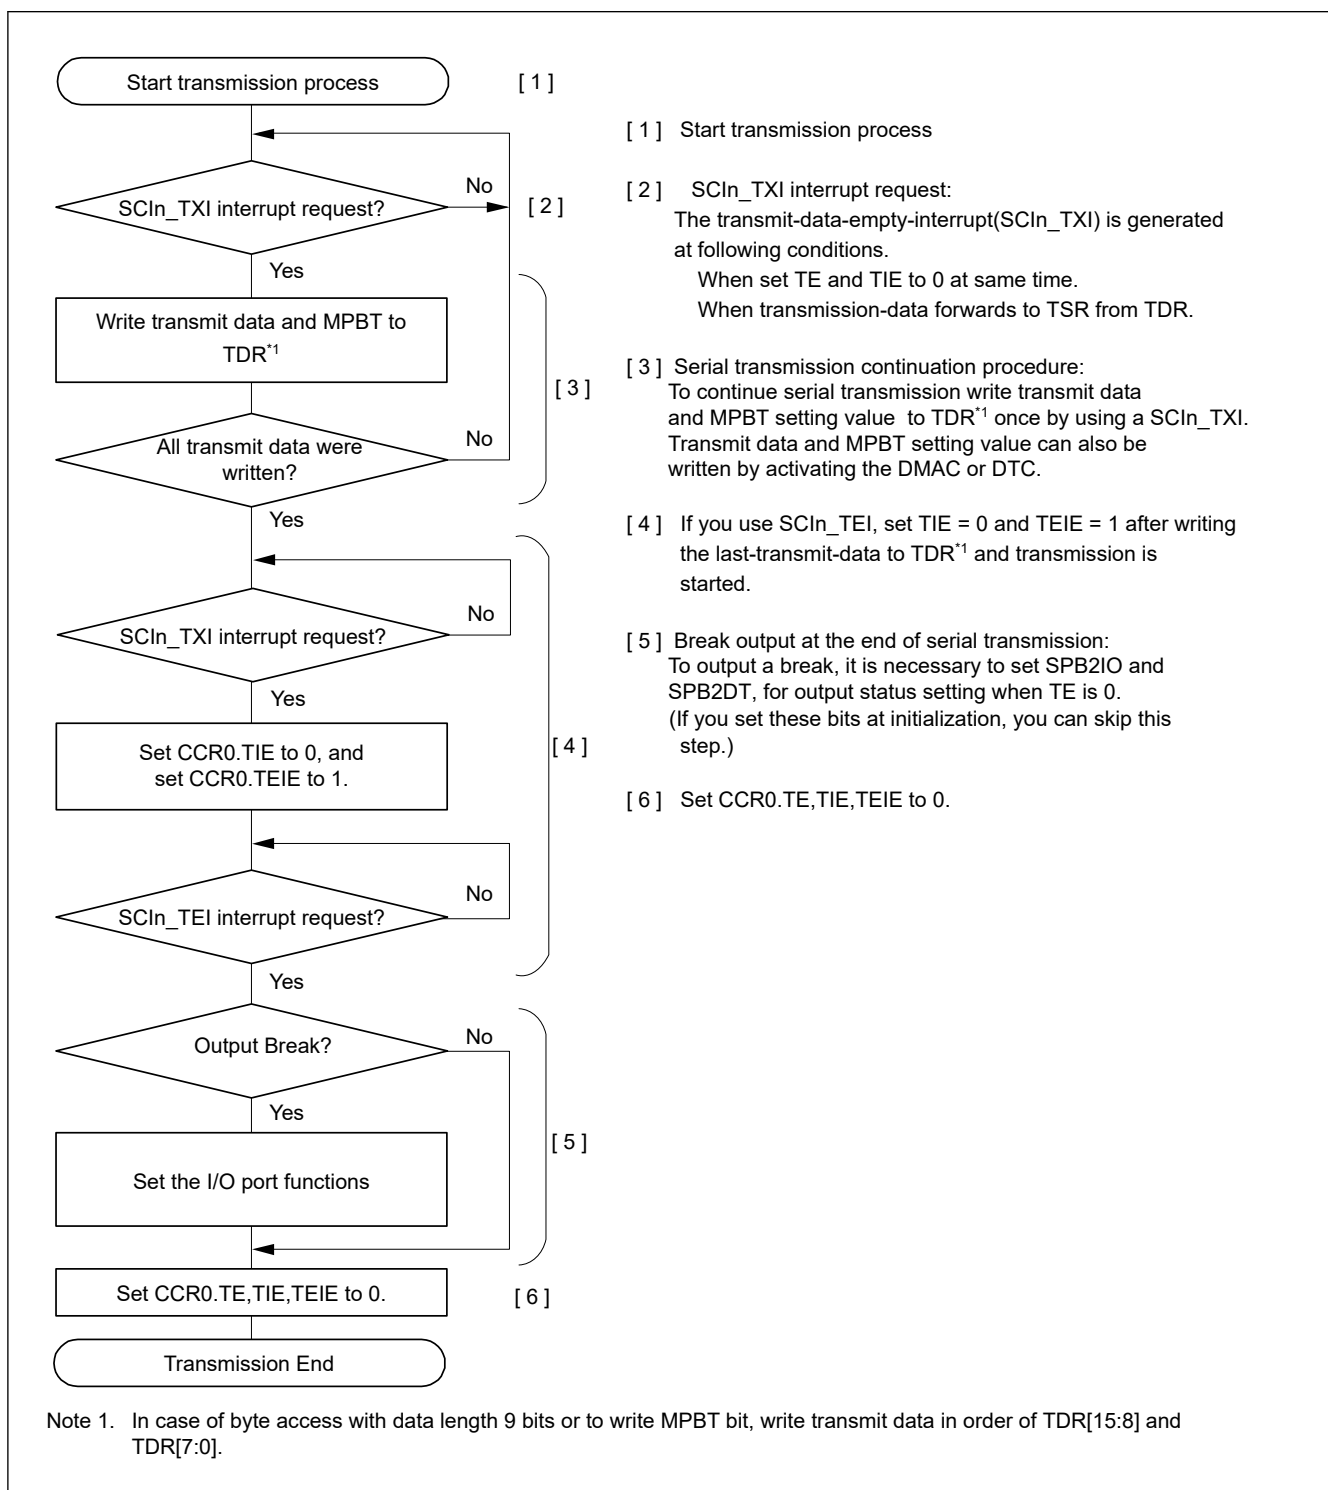 Start transmission process
[ 1 ]
SCIn_TXI interrupt request?
No
[ 2 ]
Yes
Write transmit data and MPBT to
TDR*1
[ 3 ]
All transmit data were
written?
No
Yes
SCIn_TXI interrupt request?
No
Yes
Set CCR0.TIE to 0, and
set CCR0.TEIE to 1.
[ 4 ]
SCIn_TEI interrupt request?
No
Yes
Output Break?
No
Yes
Set the I/O port functions
[ 5 ]
Set CCR0.TE,TIE,TEIE to 0.
[ 6 ]
Transmission End
[ 1 ] Start transmission process
[ 2 ] SCIn_TXI interrupt request:
The transmit-data-empty-interrupt(SCIn_TXI) is generated
at following conditions.
When set TE and TIE to 0 at same time.
When transmission-data forwards to TSR from TDR.
[ 3 ] Serial transmission continuation procedure:
To continue serial transmission write transmit data
and MPBT setting value to TDR*1 once by using a SCIn_TXI.
Transmit data and MPBT setting value can also be
written by activating the DMAC or DTC.
[ 4 ] If you use SCIn_TEI, set TIE = 0 and TEIE = 1 after writing
the last-transmit-data to TDR*1 and transmission is
started.
[ 5 ] Break output at the end of serial transmission:
To output a break, it is necessary to set SPB2IO and
SPB2DT, for output status setting when TE is 0.
(If you set these bits at initialization, you can skip this
step.)
[ 6 ] Set CCR0.TE,TIE,TEIE to 0.
Note 1. In case of byte access with data length 9 bits or to write MPBT bit, write transmit data in order of TDR[15:8] and
TDR[7:0].